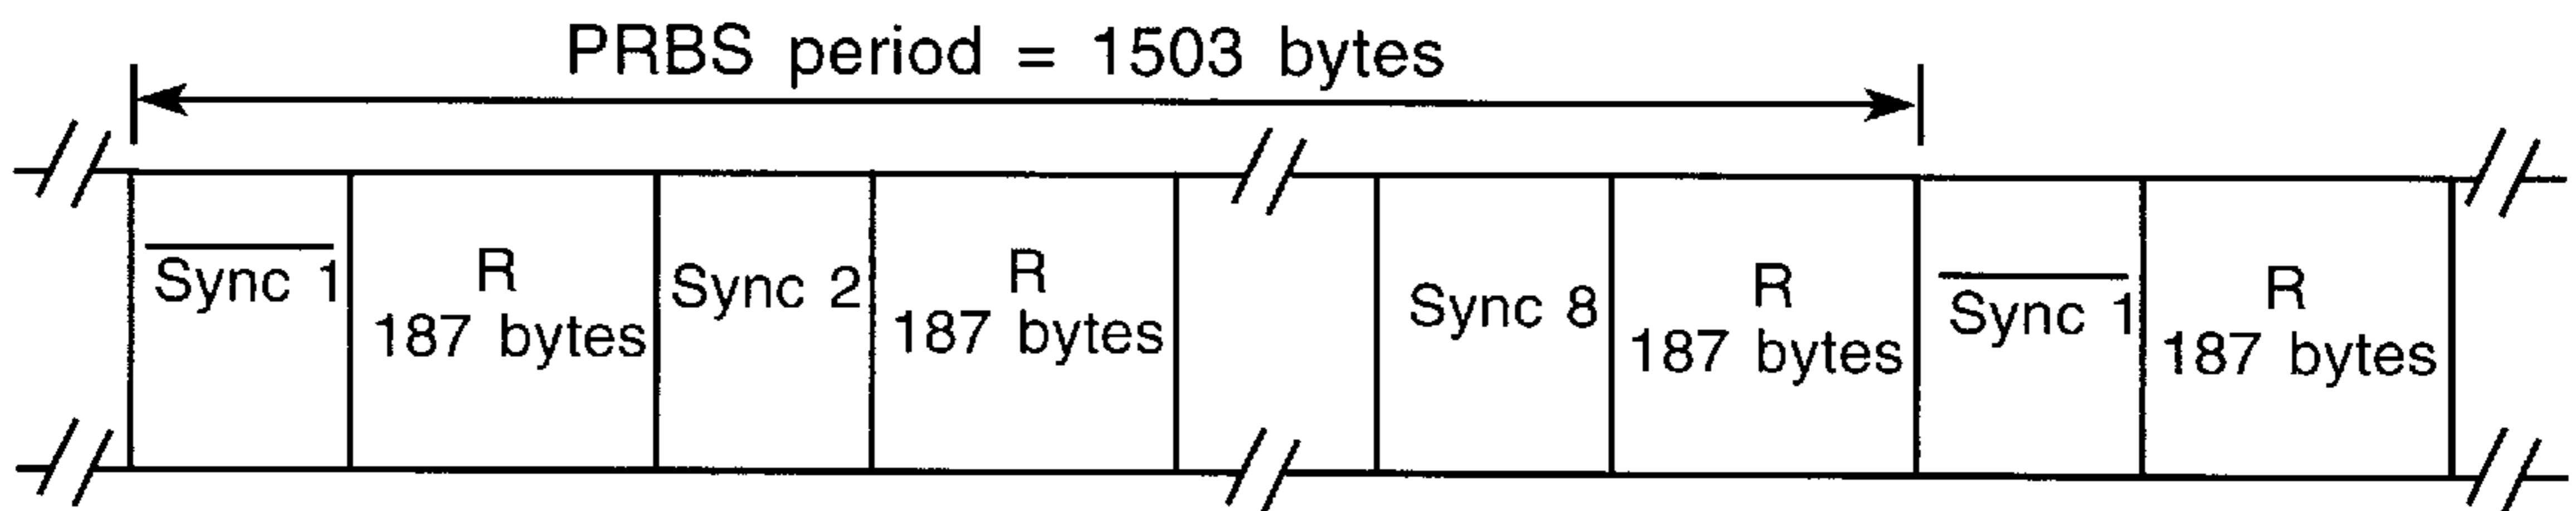 PRBS period = 1503 bytes
Sync 1
R
187 bytes
Sync 2
R
187 bytes
Sync 8
R
187 bytes
Sync 1
R
187 bytes